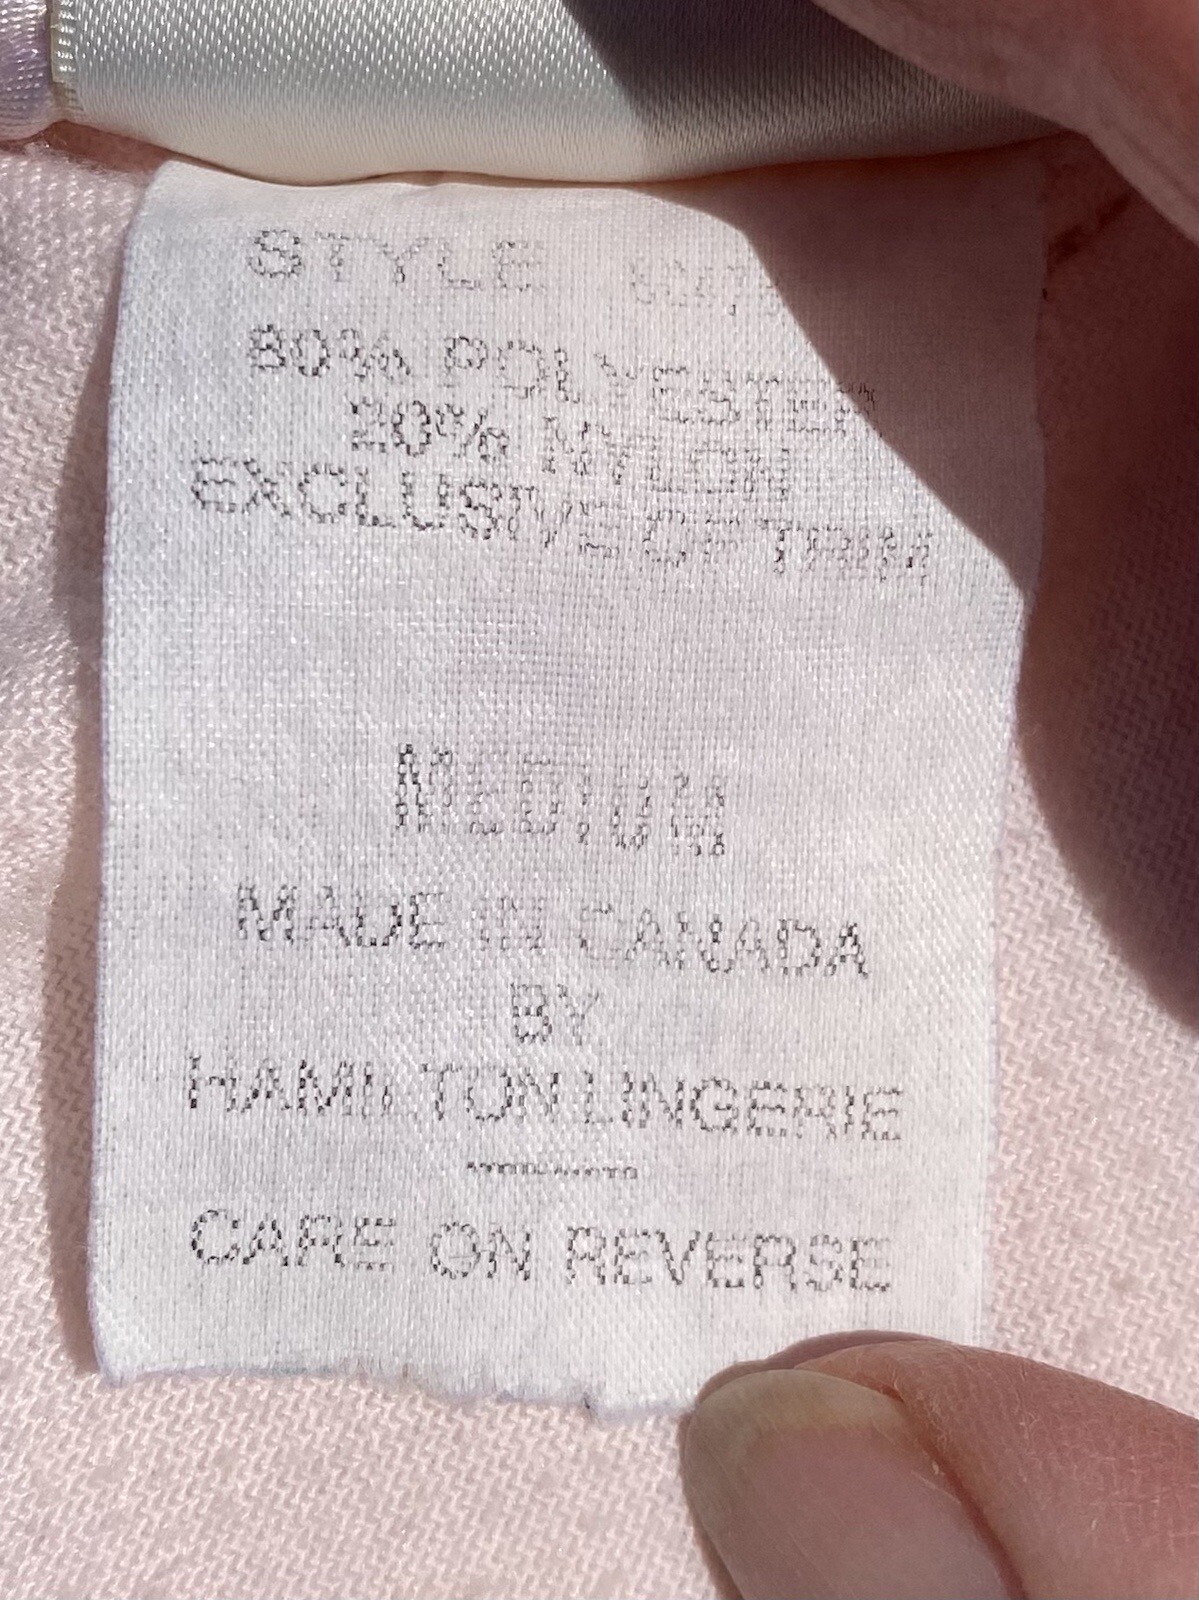 STYLE
80% POLYESTER
20% NYLON
EXCLUSIVE OF TRIM
MEDIUM
MADE IN CANADA
BY
HAMILTON LINGERIE
CARE ON REVERSE